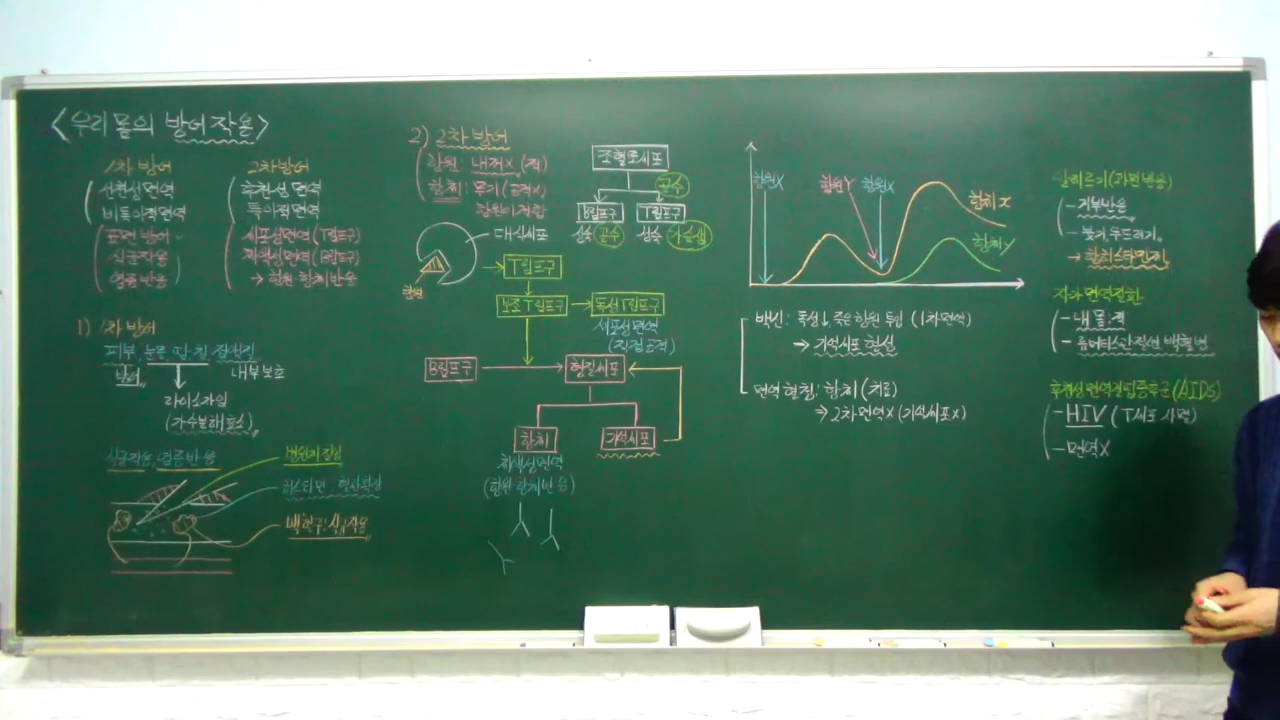 <우리 몸의 방어작용>
1차 방어
선천성 면역
비특이적면역
표면 방어
식균작용
염증 반응
2차방어
후천성 면역
특이적 면역
세포성면역 (T림프구)
체액성면역 (B림프구)
→ 항원 항체 반응
1) 1차 방어
피부, 눈물, 땀, 침, 점막
방어
내부보호
라이소자임
(가수분해효소)
식균작용, 염증반응
병원체 침입
히스타민 : 혈관확장
백혈구:식균작용
2) 2차 방어
항원: 내꺼X (적)
항체: 무기 (공격X)
대식세포
항원
조혈모세포
골수
B림프구
T림프구
성숙 골수
성숙 가슴샘
T림프구
보조 T림프구 → 독성T림프구
세포성면역
(직접공격)
B림프구
형질세포
항체
기억세포
체액성면역
(항원 항체반응)
항원X
항원Y
항원X
항체X
항체Y
백신: 독성↓, 죽은 항원 투입 (1차면역)
→ 기억세포 형성
면역 혈청: 항체 (치료)
⇒ 2차면역X (기억세포X)
알레르기(과민반응)
- 피부반응
- 붓기, 두드러기
→ 항히스타민제
자가 면역질환
- 내 몸:적
- 류머티스관절염
후천성면역결핍증후군 (AIDS)
- HIV (T세포 사멸)
- 면역X